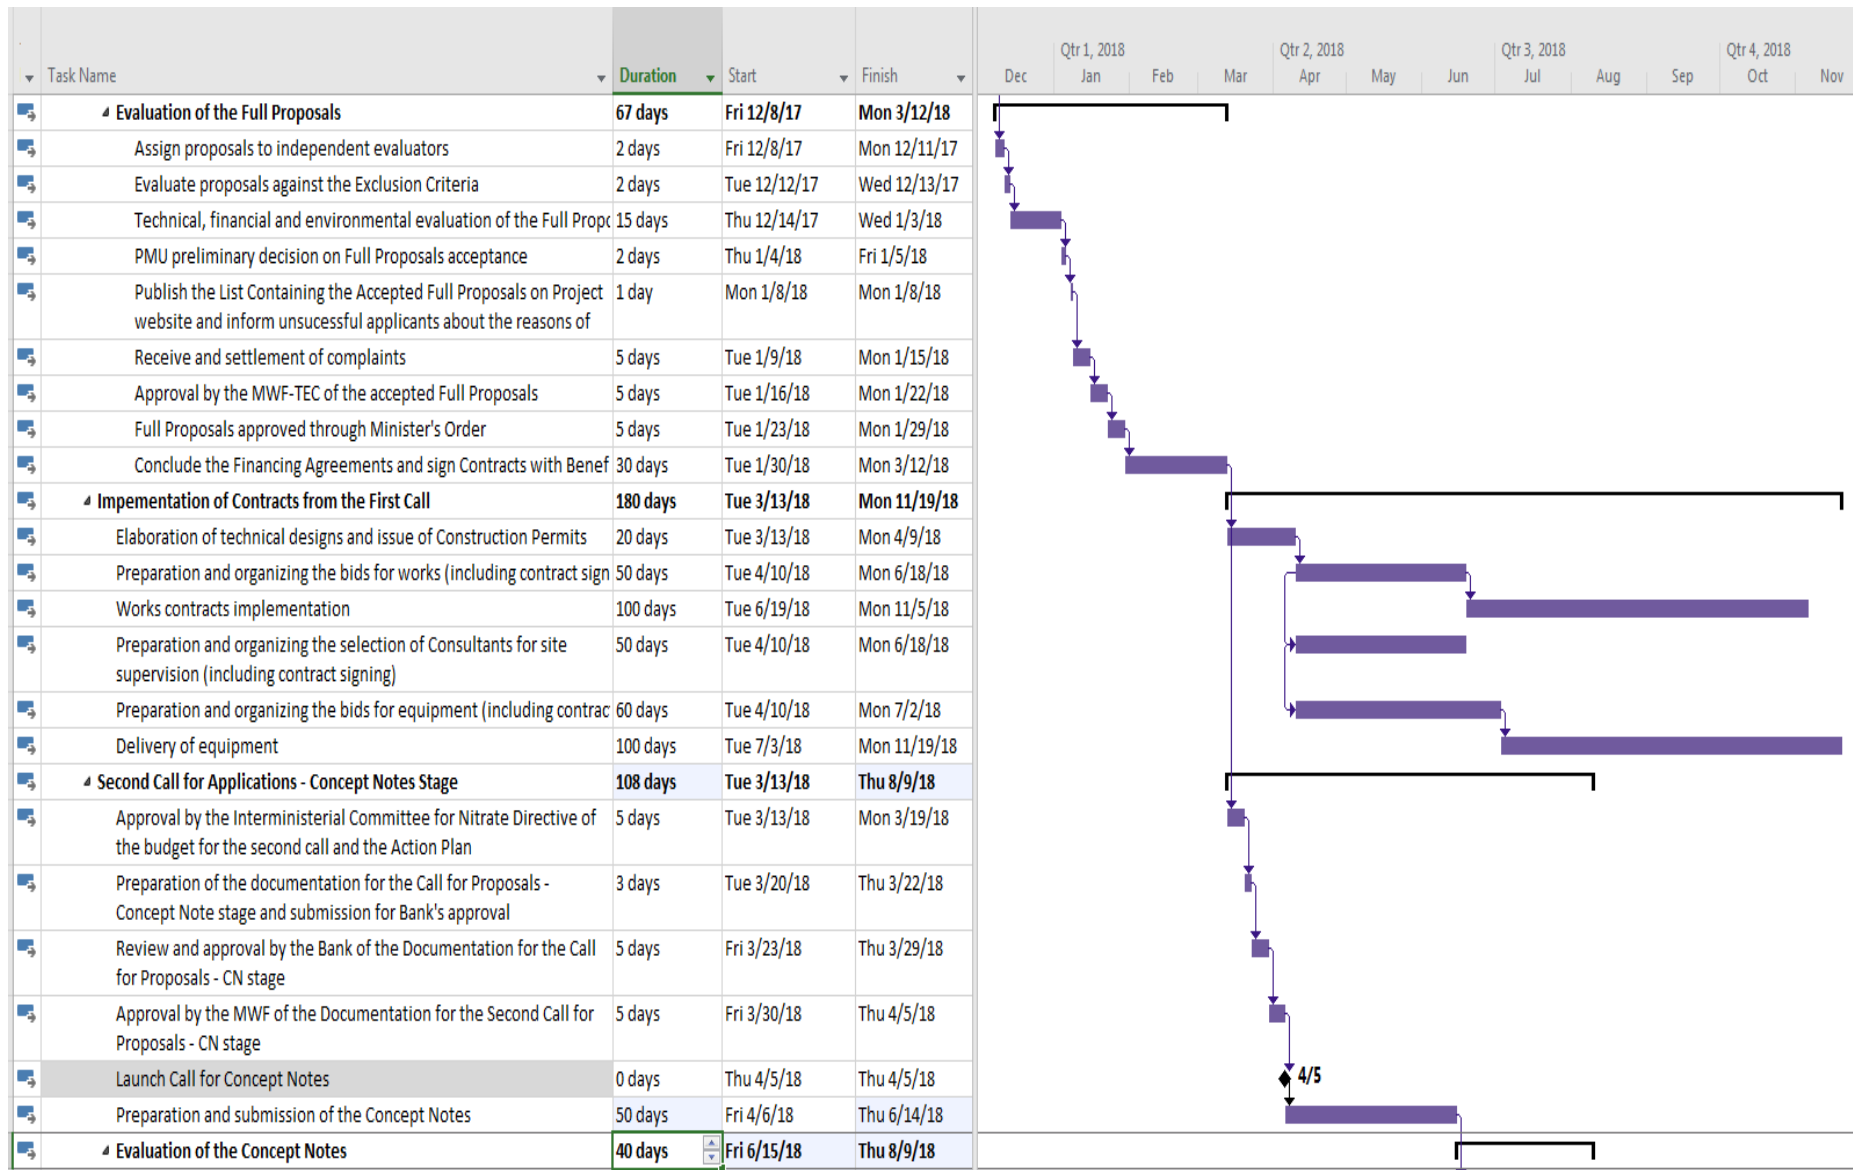 Qtr 1, 2018 Qtr 2, 2018 Qtr 3, 2018 Qtr 4, 2018
Task Name Duration Start Finish Dec Jan Feb Mar Apr May Jun Jul Aug Sep Oct Nov
Evaluation of the Full Proposals 67 days Fri 12/8/17 Mon 3/12/18
Assign proposals to independent evaluators 2 days Fri 12/8/17 Mon 12/11/17
Evaluate proposals against the Exclusion Criteria 2 days Tue 12/12/17 Wed 12/13/17
Technical, financial and environmental evaluation of the Full Propo 15 days Thu 12/14/17 Wed 1/3/18
PMU preliminary decision on Full Proposals acceptance 2 days Thu 1/4/18 Fri 1/5/18
Publish the List Containing the Accepted Full Proposals on Project 1 day Mon 1/8/18 Mon 1/8/18
website and inform unsucessful applicants about the reasons of
Receive and settlement of complaints 5 days Tue 1/9/18 Mon 1/15/18
Approval by the MWF-TEC of the accepted Full Proposals 5 days Tue 1/16/18 Mon 1/22/18
Full Proposals approved through Minister's Order 5 days Tue 1/23/18 Mon 1/29/18
Conclude the Financing Agreements and sign Contracts with Benef 30 days Tue 1/30/18 Mon 3/12/18
Impementation of Contracts from the First Call 180 days Tue 3/13/18 Mon 11/19/18
Elaboration of technical designs and issue of Construction Permits 20 days Tue 3/13/18 Mon 4/9/18
Preparation and organizing the bids for works (including contract sign 50 days Tue 4/10/18 Mon 6/18/18
Works contracts implementation 100 days Tue 6/19/18 Mon 11/5/18
Preparation and organizing the selection of Consultants for site 50 days Tue 4/10/18 Mon 6/18/18
supervision (including contract signing)
Preparation and organizing the bids for equipment (including contrac 60 days Tue 4/10/18 Mon 7/2/18
Delivery of equipment 100 days Tue 7/3/18 Mon 11/19/18
Second Call for Applications - Concept Notes Stage 108 days Tue 3/13/18 Thu 8/9/18
Approval by the Interministerial Committee for Nitrate Directive of 5 days Tue 3/13/18 Mon 3/19/18
the budget for the second call and the Action Plan
Preparation of the documentation for the Call for Proposals - 3 days Tue 3/20/18 Thu 3/22/18
Concept Note stage and submission for Bank's approval
Review and approval by the Bank of the Documentation for the Call 5 days Fri 3/23/18 Thu 3/29/18
for Proposals - CN stage
Approval by the MWF of the Documentation for the Second Call for 5 days Fri 3/30/18 Thu 4/5/18
Proposals - CN stage
Launch Call for Concept Notes 0 days Thu 4/5/18 Thu 4/5/18 4/5
Preparation and submission of the Concept Notes 50 days Fri 4/6/18 Thu 6/14/18
Evaluation of the Concept Notes 40 days Fri 6/15/18 Thu 8/9/18